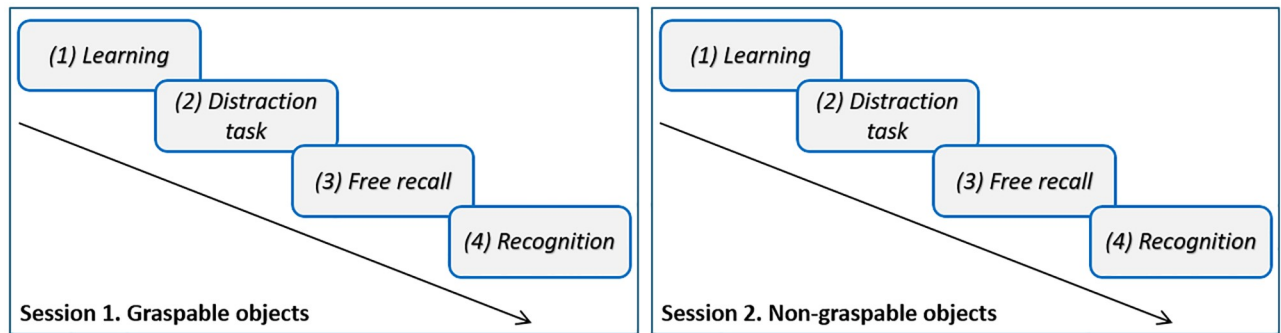 (1) Learning
(2) Distraction
task
(3) Free recall
(4) Recognition
Session 1. Graspable objects
(1) Learning
(2) Distraction
task
(3) Free recall
(4) Recognition
Session 2. Non-graspable objects